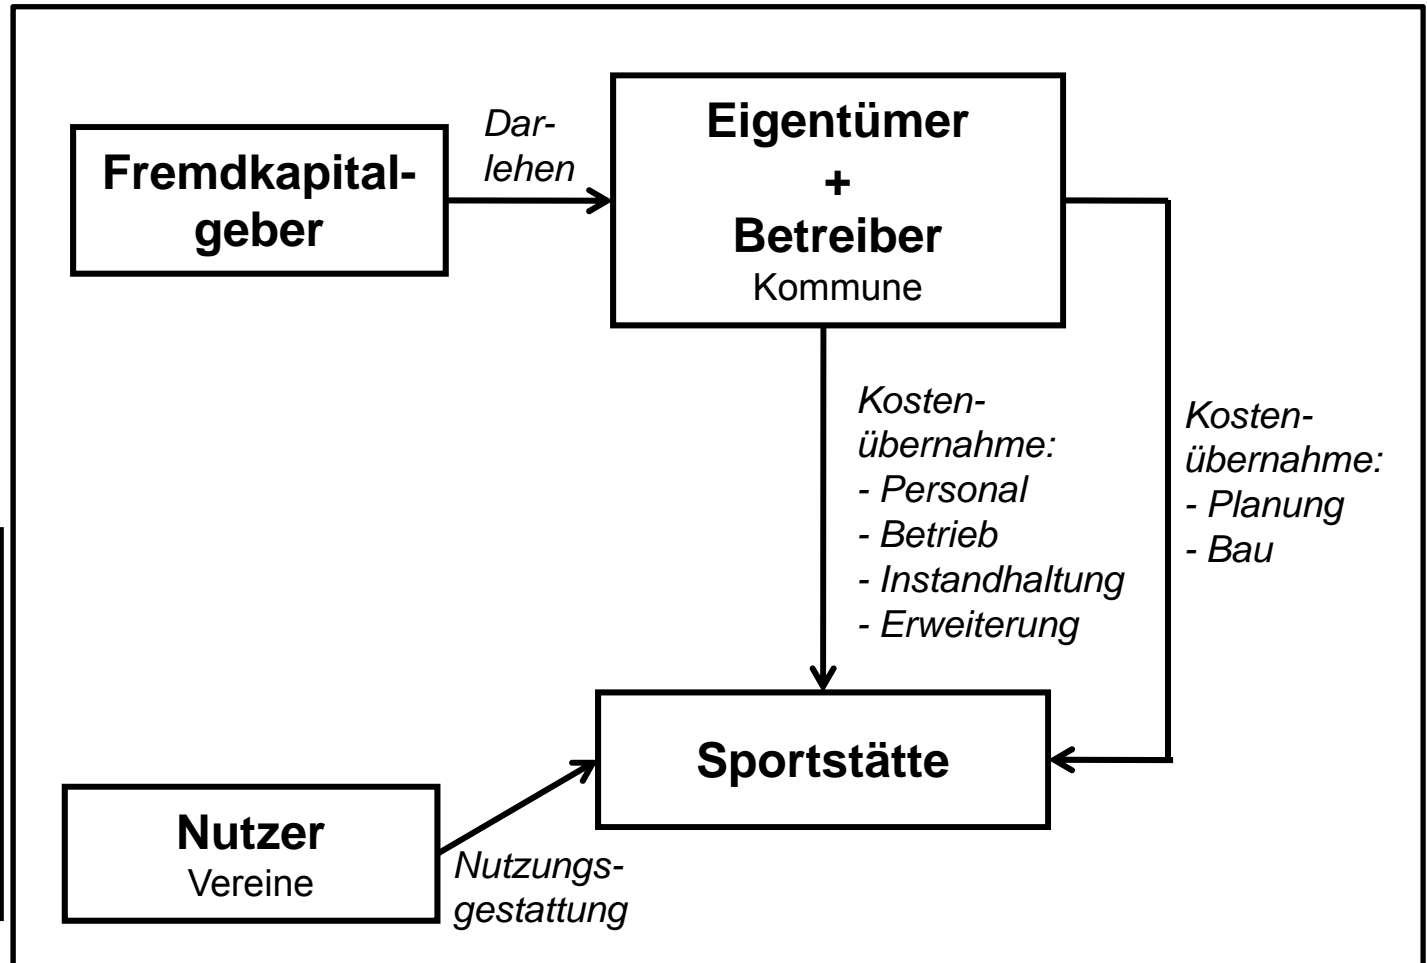 Fremdkapital-
geber
Dar-
lehen
Eigentümer
+
Betreiber
Kommune
Kosten-
übernahme:
- Personal
- Betrieb
- Instandhaltung
- Erweiterung
Kosten-
übernahme:
- Planung
- Bau
Sportstätte
Nutzer
Vereine
Nutzungs-
gestattung